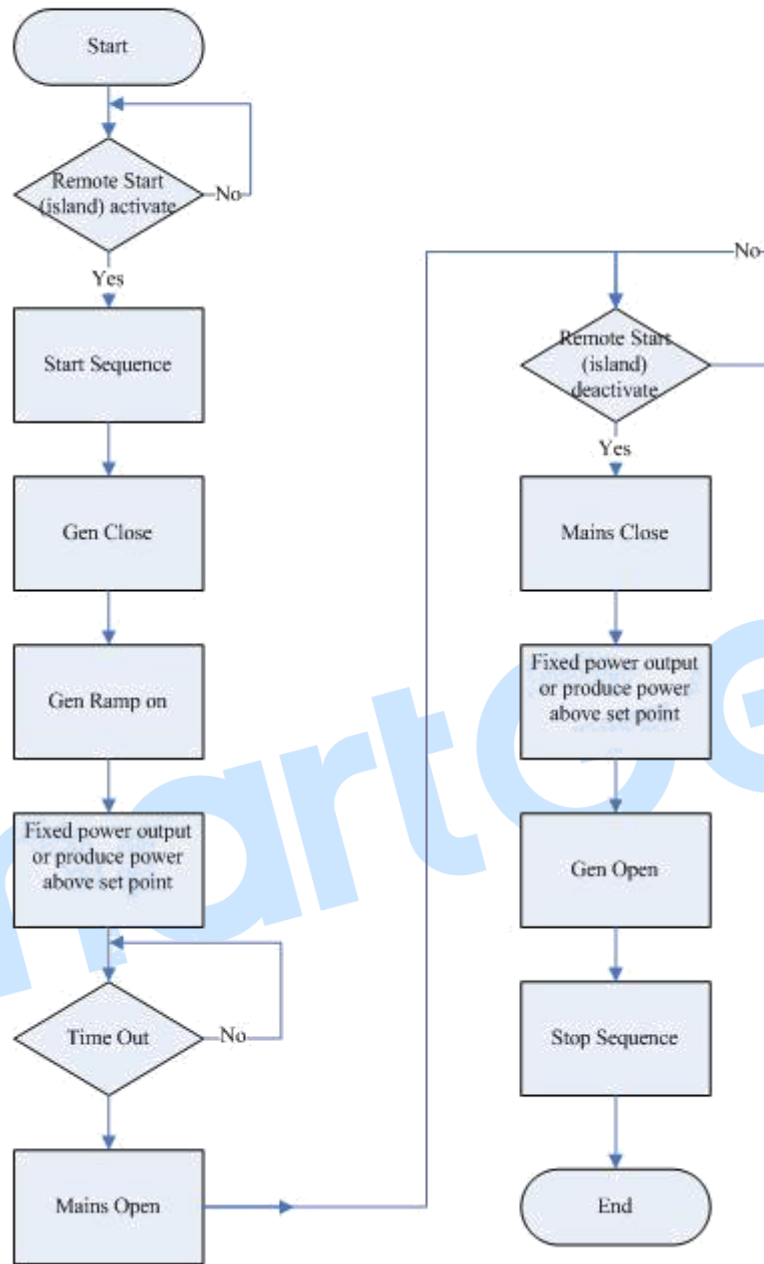 Start
Remote Start
(island) activate
No
Yes
Start Sequence
Gen Close
Gen Ramp on
Fixed power output
or produce power
above set point
Time Out
No
Mains Open
No
Remote Start
(island)
deactivate
Yes
Mains Close
Fixed power output
or produce power
above set point
Gen Open
Stop Sequence
End